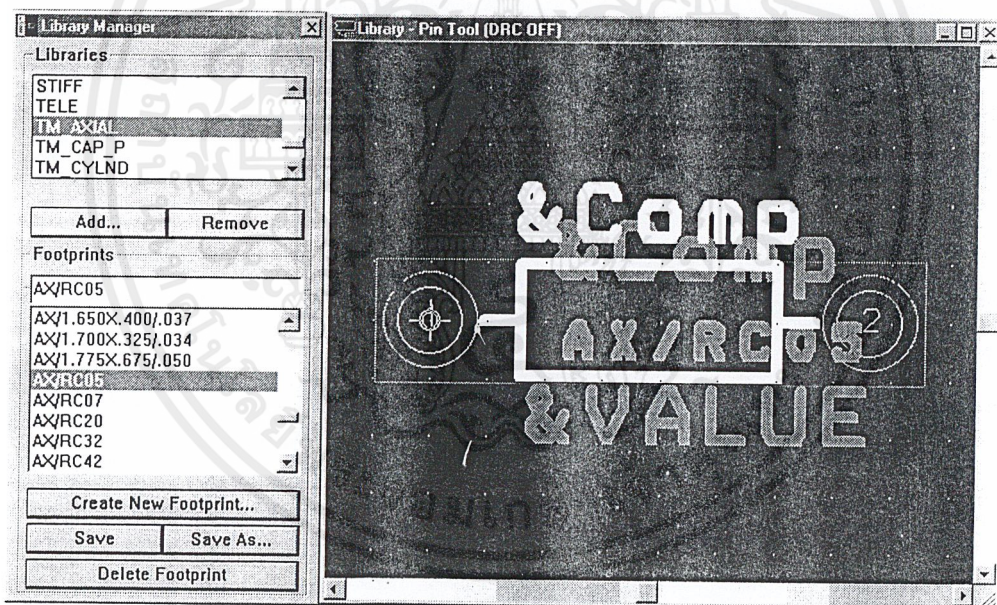 Library Manager
Libraries
STIFF
TELE
TM_AXIAL
TM_CAP_P
TM_CYLND
Add...
Remove
Footprints
AX/RC05
AX/1.650X.400/.037
AX/1.700X.325/.034
AX/1.775X.675/.050
AX/RC05
AX/RC07
AX/RC20
AX/RC32
AX/RC42
Create New Footprint...
Save
Save As...
Delete Footprint
Library - Pin Tool (DRC OFF)
&Comp
&Comp
AX/RC05
2
&VALUE